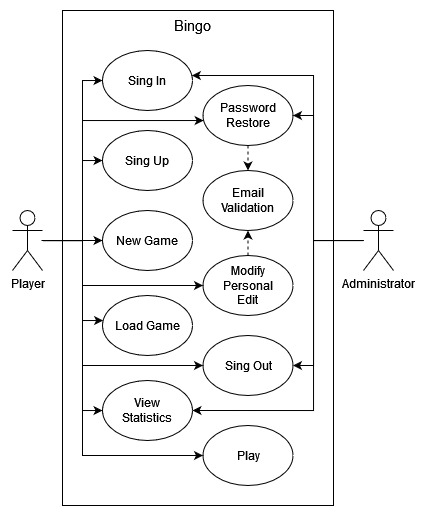 Bingo
Sing In
Password
Restore
Sing Up
Email
Validation
New Game
Player
Administrator
Modify
Personal
Edit
Load Game
Sing Out
View
Statistics
Play